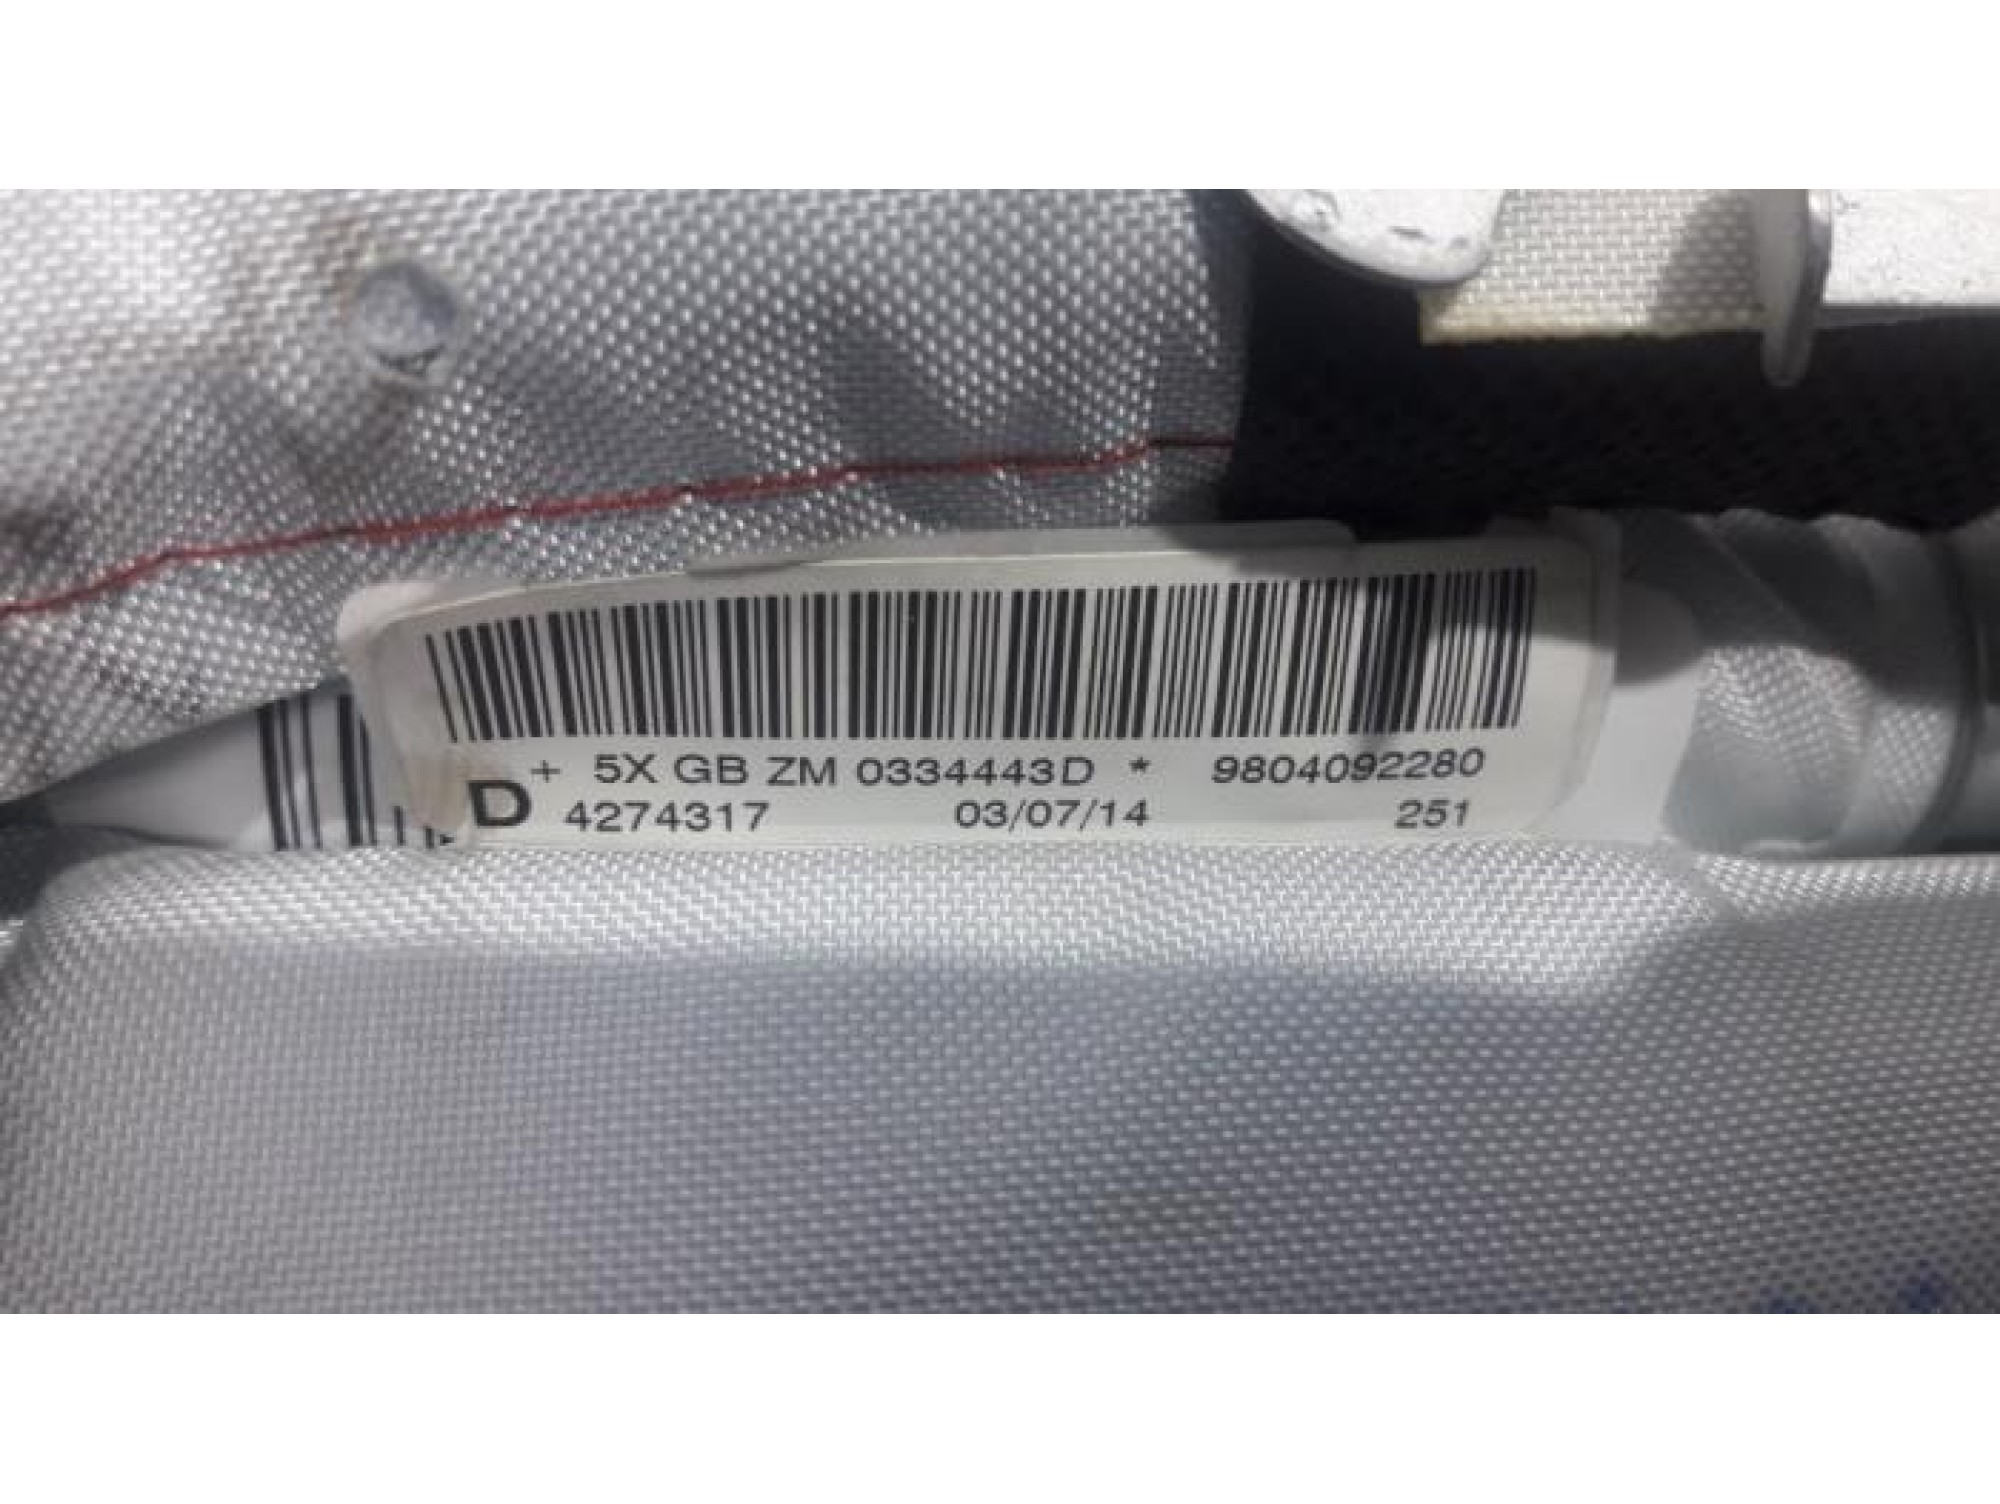 + 5X GB ZM 0334443D * 9804092280
D 4274317 03/07/14 251